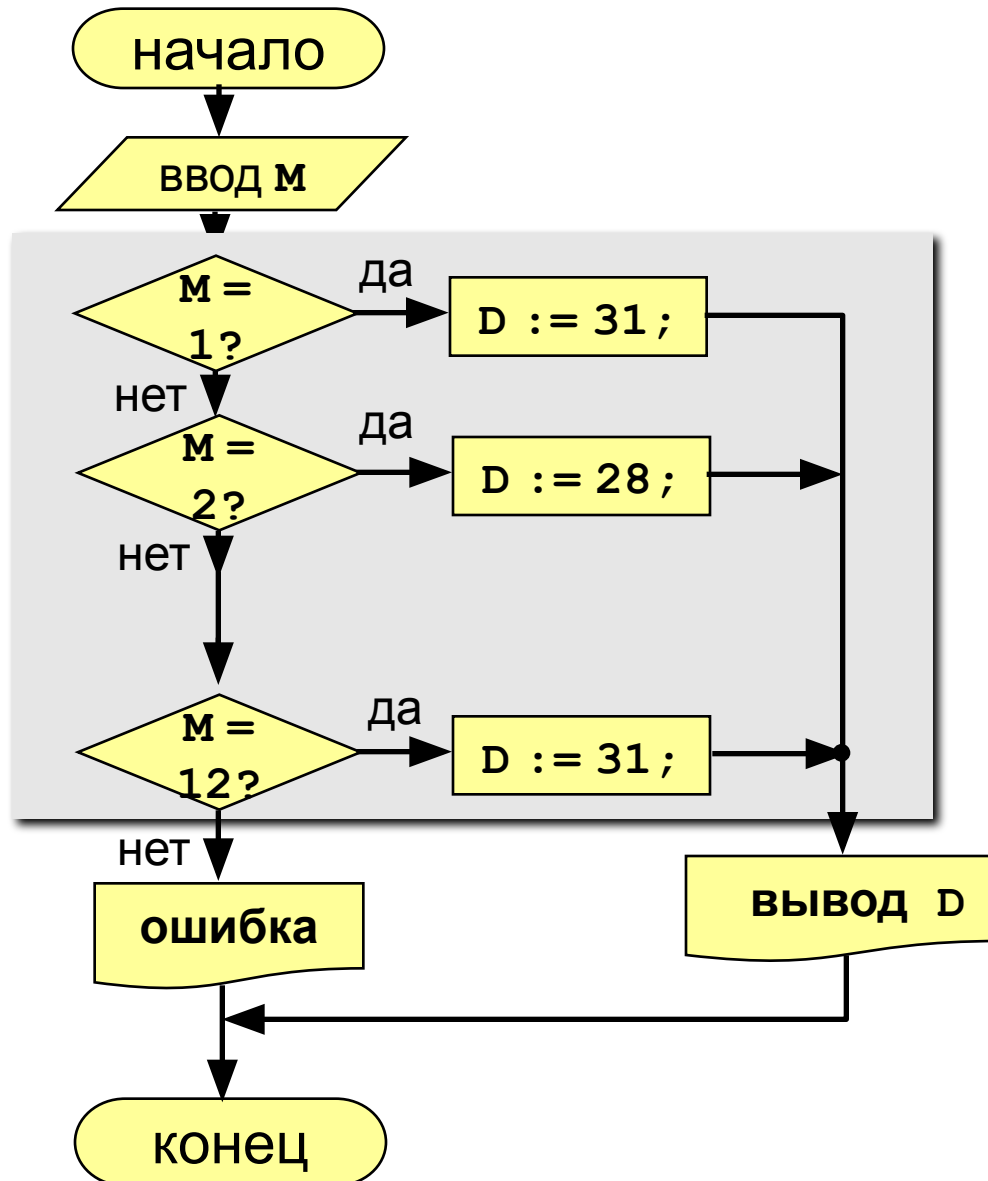 начало
ввод M
M =
1?
да
D := 31;
нет
M =
2?
да
D := 28;
нет
M =
12?
да
D := 31;
нет
ошибка
вывод D
конец